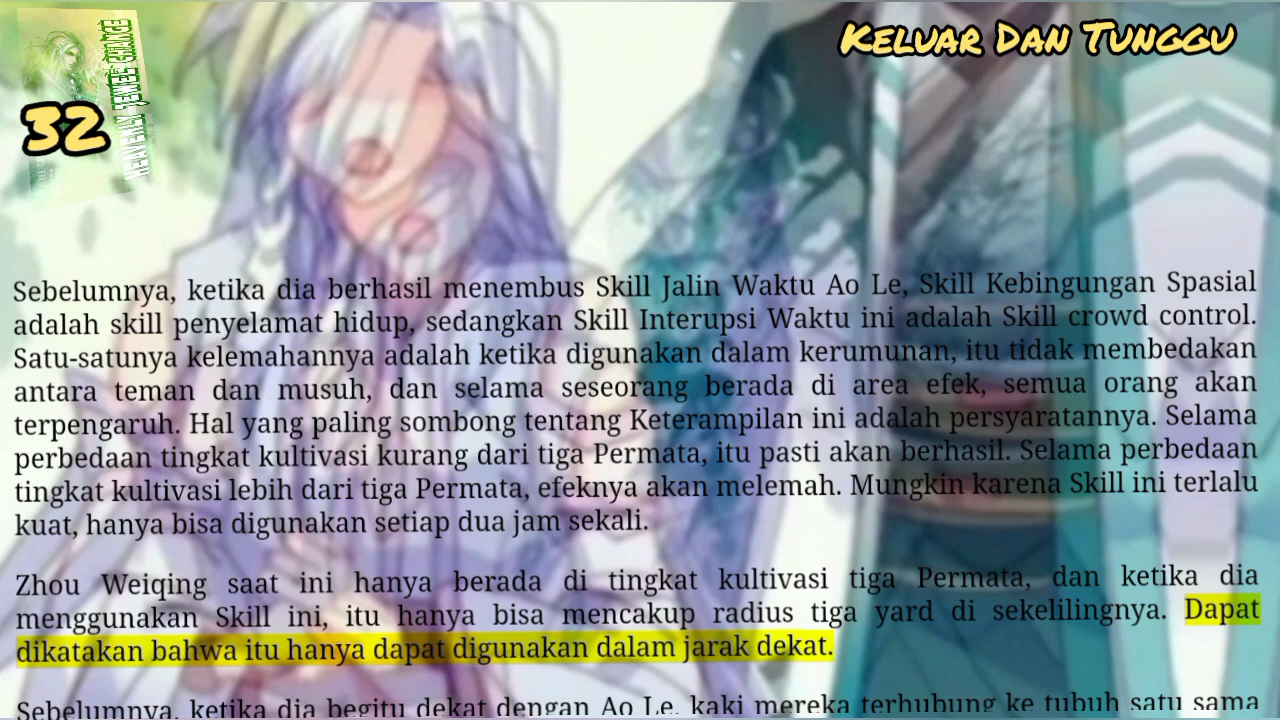 Keluar Dan Tunggu
HEAVENLY JEWEL CHANGE
32
Sebelumnya, ketika dia berhasil menembus Skill Jalin Waktu Ao Le, Skill Kebingungan Spasial
adalah skill penyelamat hidup, sedangkan Skill Interupsi Waktu ini adalah Skill crowd control.
Satu-satunya kelemahannya adalah ketika digunakan dalam kerumunan, itu tidak membedakan
antara teman dan musuh, dan selama seseorang berada di area efek, semua orang akan
terpengaruh. Hal yang paling sombong tentang Keterampilan ini adalah persyaratannya. Selama
perbedaan tingkat kultivasi kurang dari tiga Permata, itu pasti akan berhasil. Selama perbedaan
tingkat kultivasi lebih dari tiga Permata, efeknya akan melemah. Mungkin karena Skill ini terlalu
kuat, hanya bisa digunakan setiap dua jam sekali.
Zhou Weiqing saat ini hanya berada di tingkat kultivasi tiga Permata, dan ketika dia
menggunakan Skill ini, itu hanya bisa mencakup radius tiga yard di sekelilingnya. Dapat
dikatakan bahwa itu hanya dapat digunakan dalam jarak dekat.
Sebelumnya, ketika dia begitu dekat dengan Ao Le, kaki mereka terhubung ke tubuh satu sama